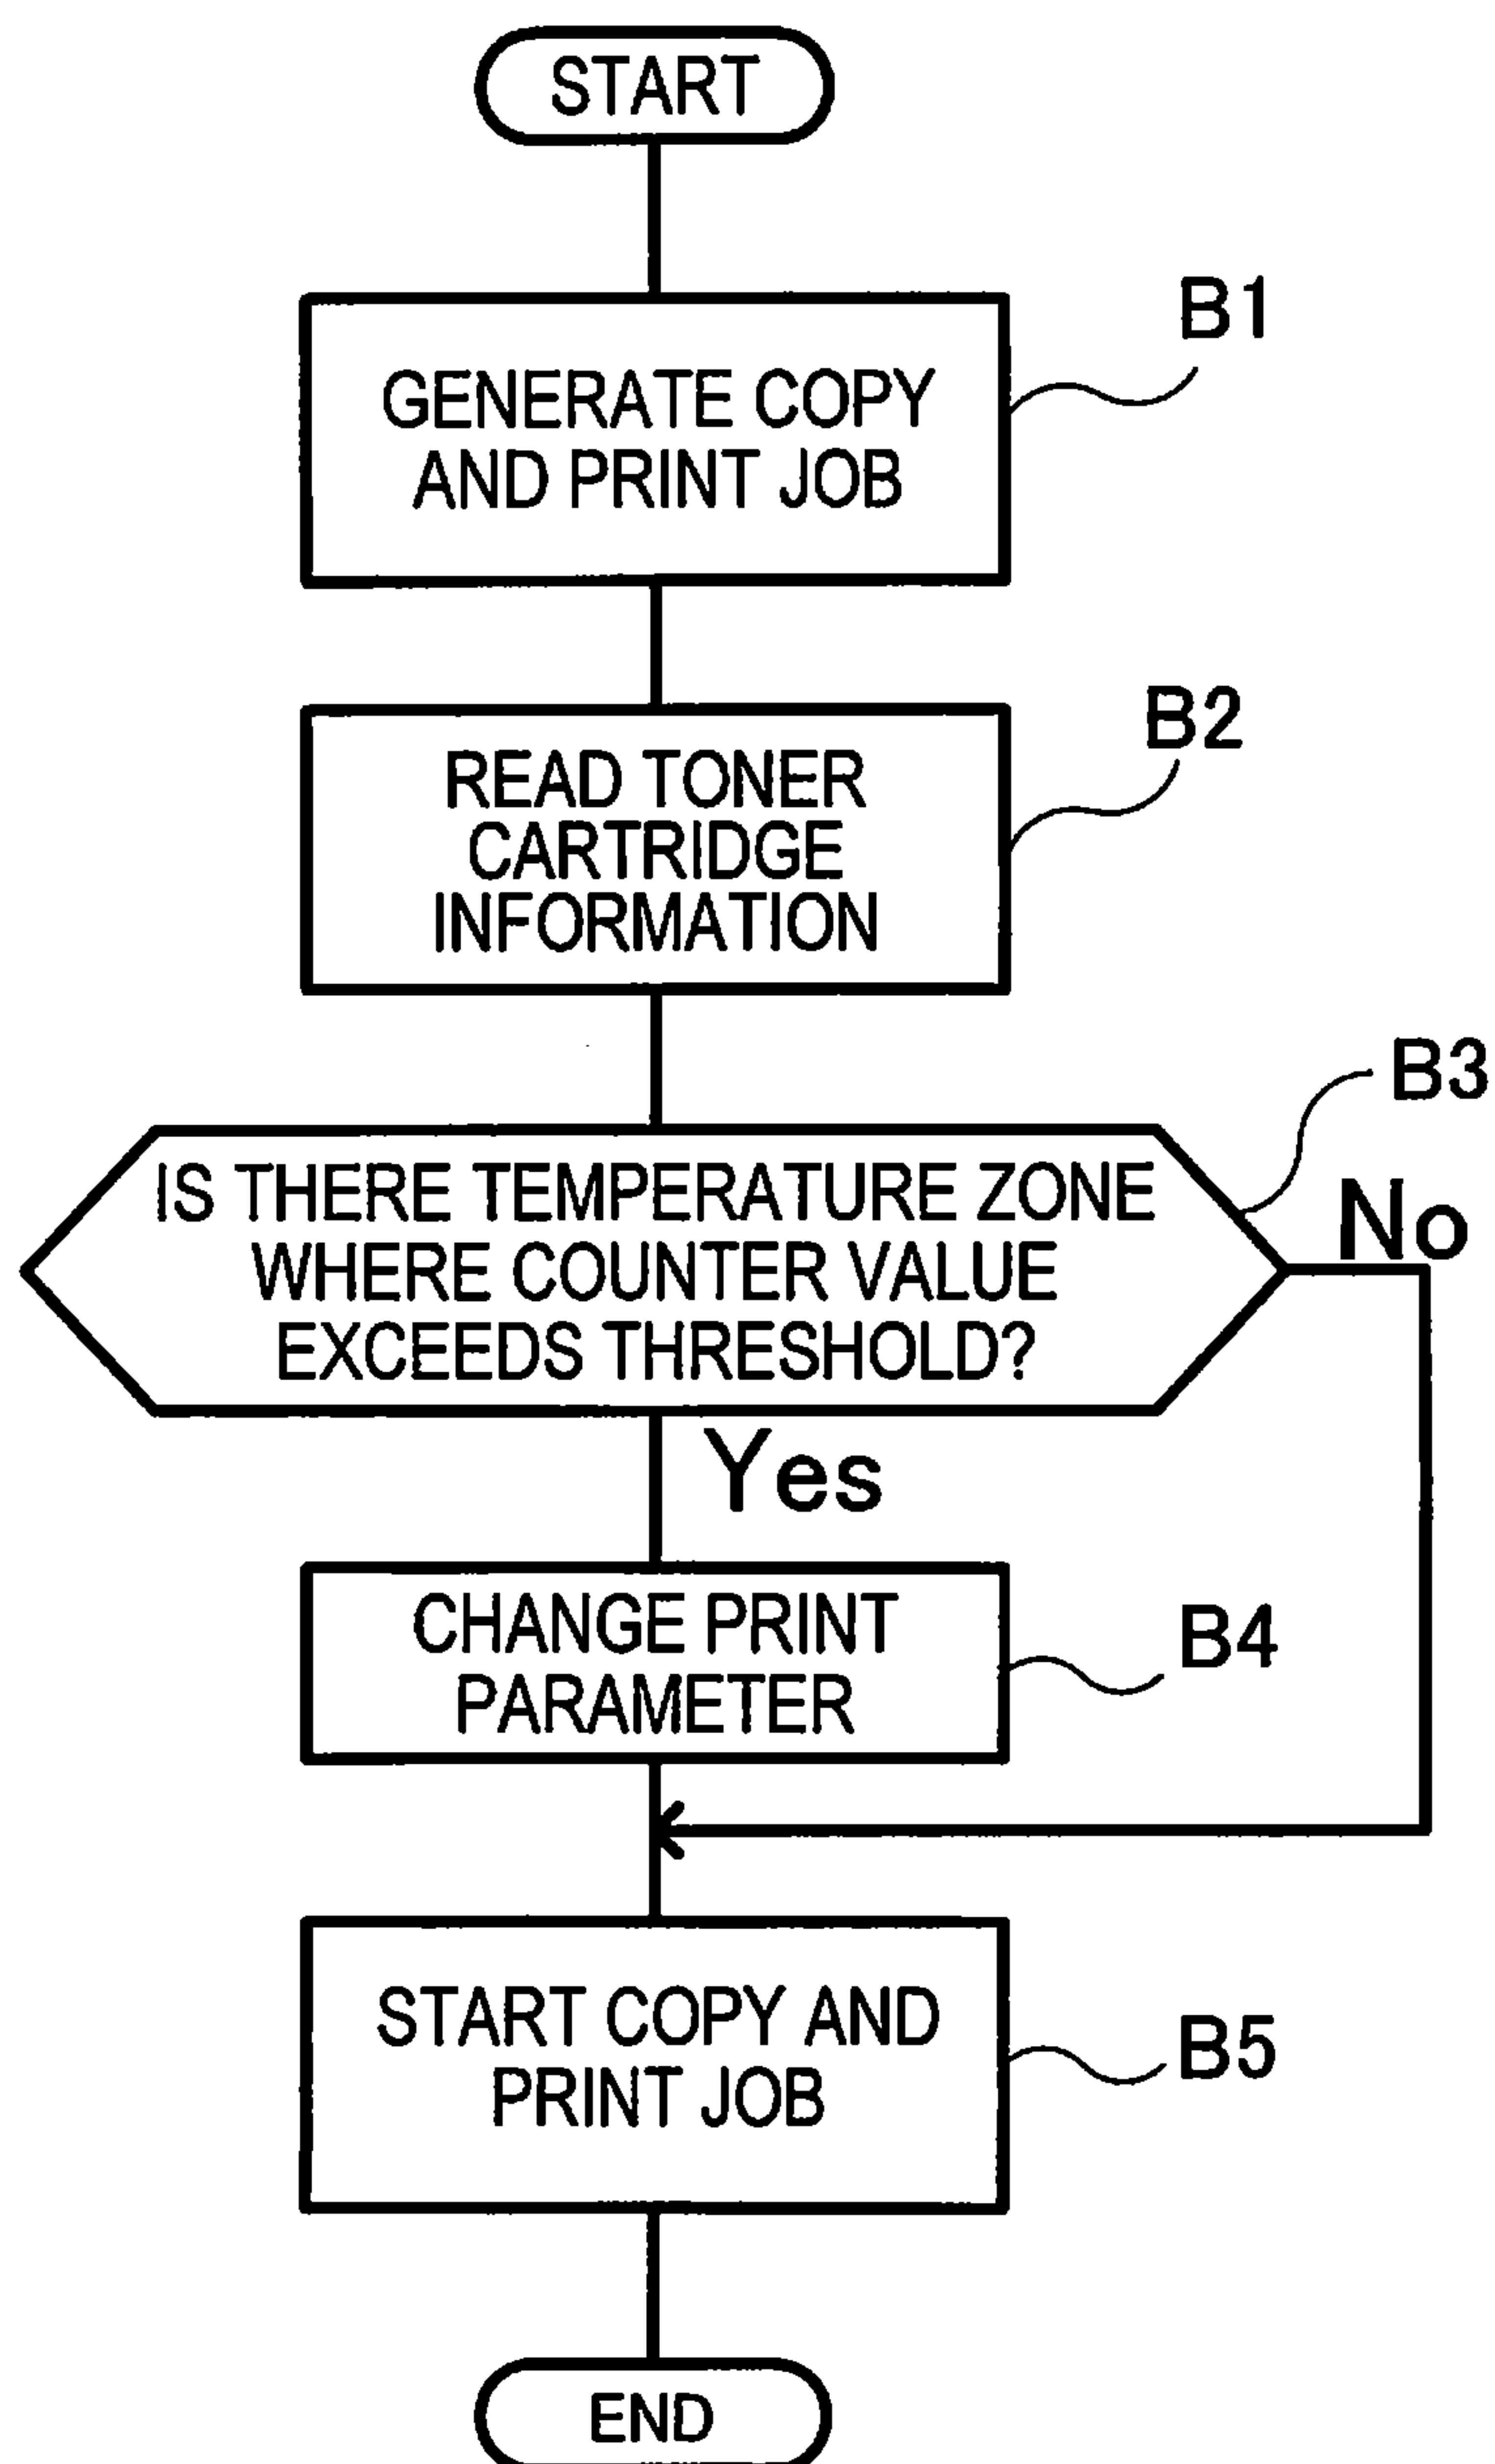 START
B1
GENERATE COPY
AND PRINT JOB
B2
READ TONER
CARTRIDGE
INFORMATION
B3
IS THERE TEMPERATURE ZONE
WHERE COUNTER VALUE
EXCEEDS THRESHOLD?
No
Yes
CHANGE PRINT
PARAMETER
B4
START COPY AND
PRINT JOB
B5
END